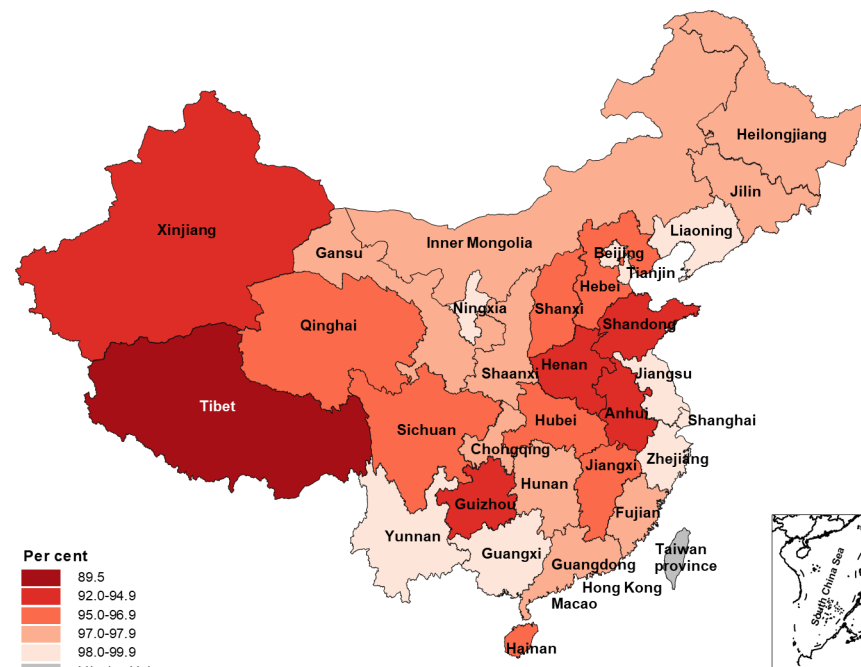 Heilongjiang
Jilin
Liaoning
Xinjiang
Inner Mongolia
Gansu
Beijing
Tianjin
Hebei
Ningxia
Shanxi
Qinghai
Shandong
Henan
Shaanxi
Jiangsu
Tibet
Anhui
Shanghai
Sichuan
Hubei
Chongqing
Zhejiang
Jiangxi
Hunan
Guizhou
Fujian
Yunnan
Guangxi
Guangdong
Taiwan
province
Hong Kong
Macao
Hainan
South China Sea
Per cent
89.5
92.0-94.9
95.0-96.9
97.0-97.9
98.0-99.9